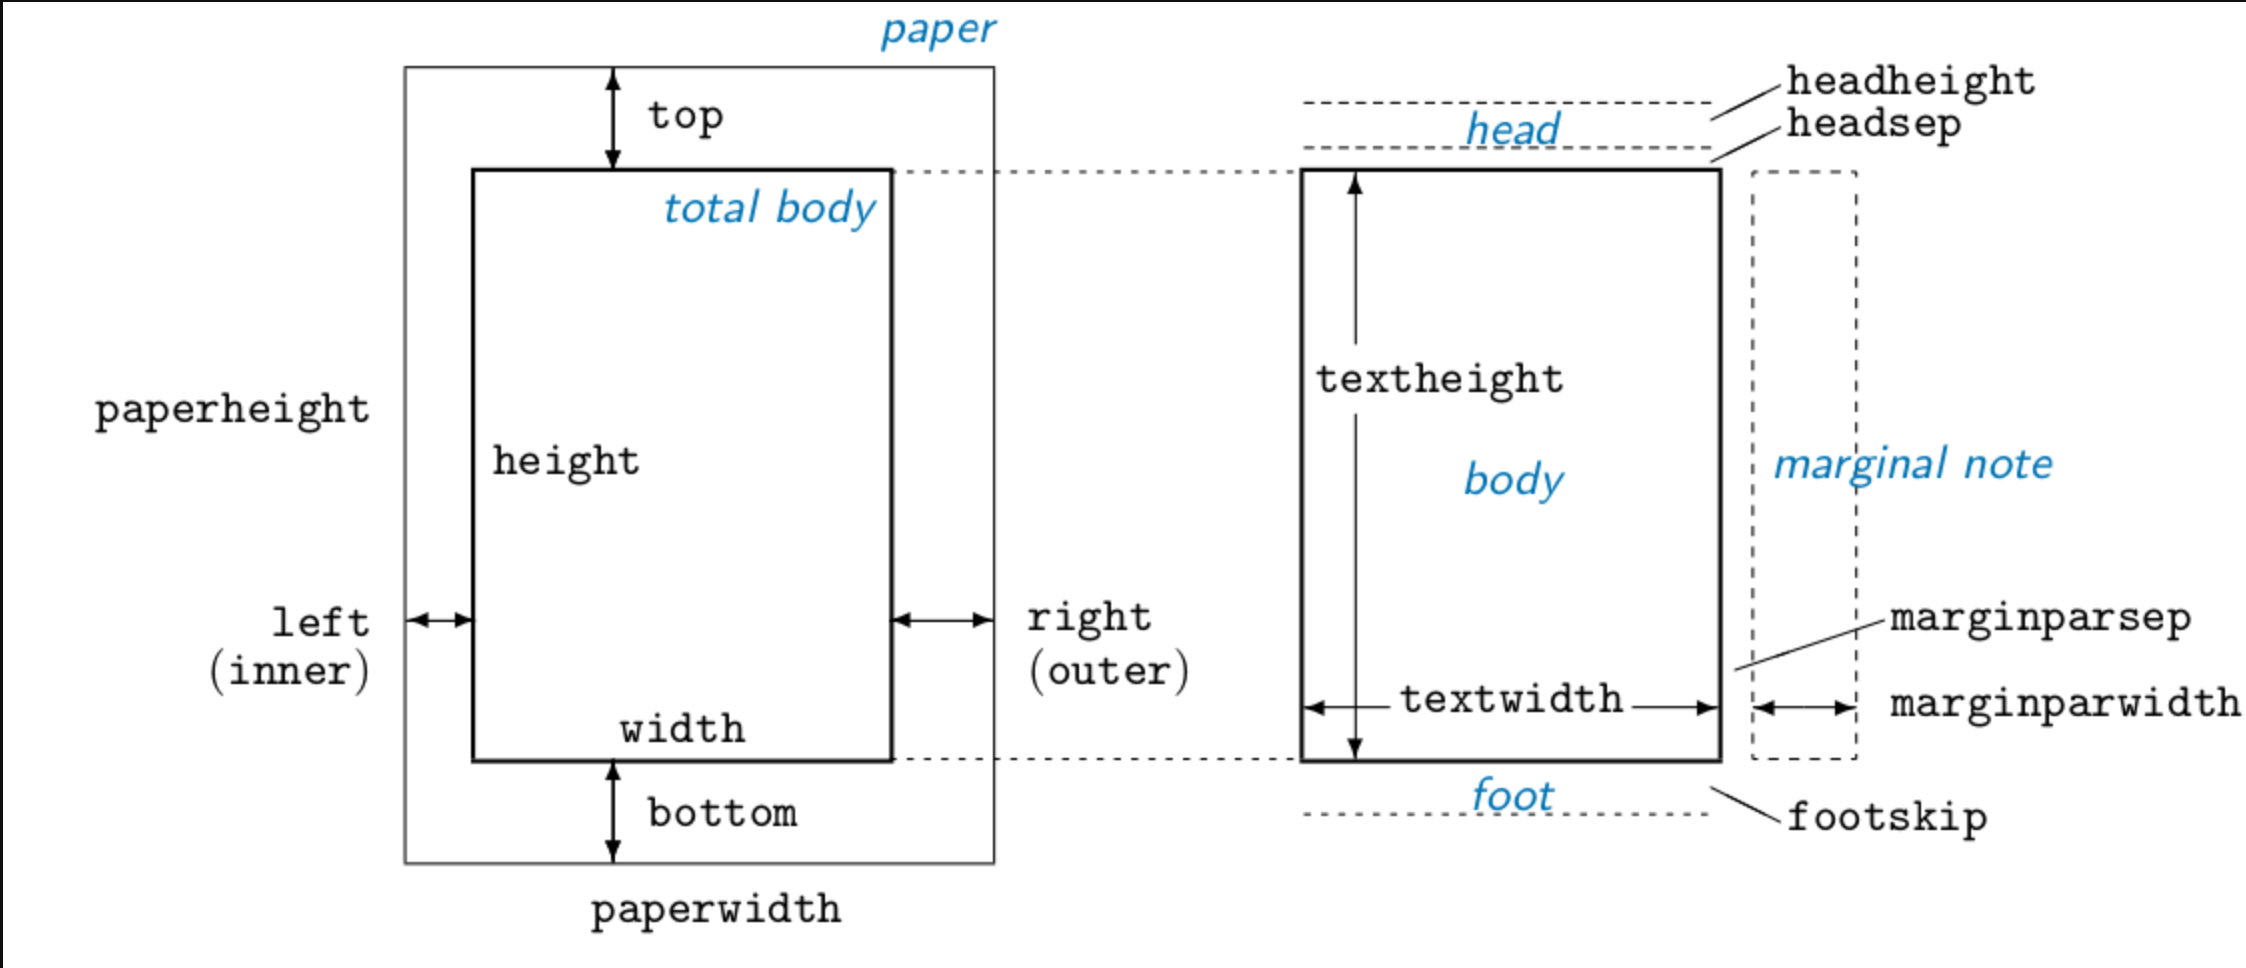 paper
top
total body
paperheight
height
left
(inner)
right
(outer)
width
bottom
paperwidth
headheight
head
headsep
textheight
body
marginal note
marginparsep
textwidth
marginparwidth
foot
footskip